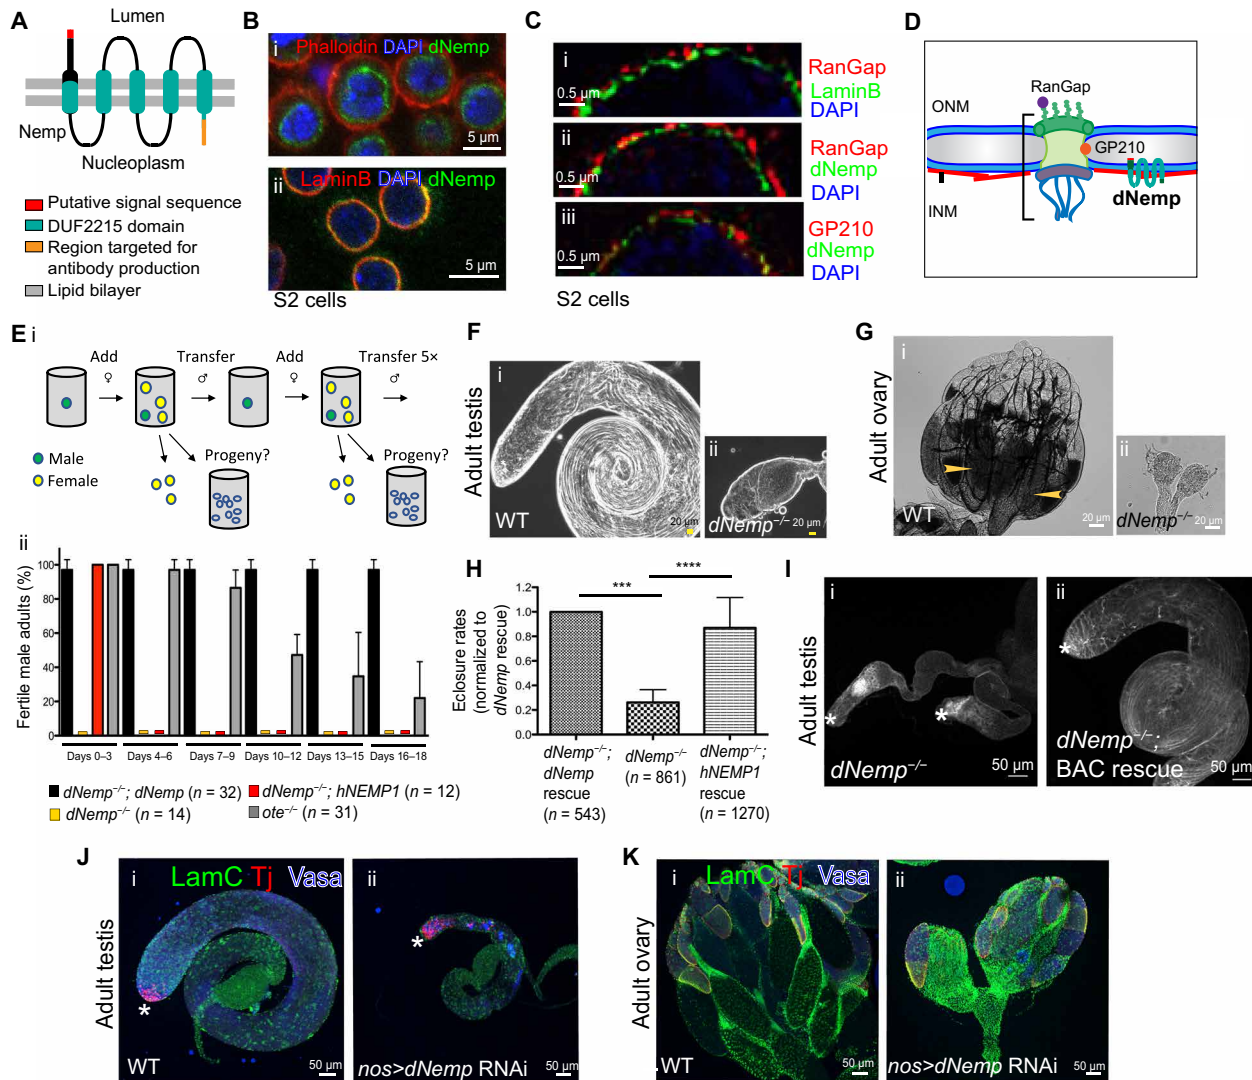 A
Lumen
Nemp
Nucleoplasm
Putative signal sequence
DUF2215 domain
Region targeted for
antibody production
Lipid bilayer
B
i
Phalloidin DAPI dNemp
5 µm
ii
LaminB DAPI dNemp
5 µm
S2 cells
C
i
0.5 µm
RanGap
LaminB
DAPI
ii
0.5 µm
RanGap
dNemp
DAPI
iii
0.5 µm
GP210
dNemp
DAPI
S2 cells
D
RanGap
ONM
GP210
dNemp
INM
E i
Add
♀
Transfer
♂
Add
♀
Transfer 5×
♂
Male
Female
Progeny?
Progeny?
ii
Fertile male adults (%)
100
80
60
40
20
0
Days 0–3
Days 4–6
Days 7–9
Days 10–12
Days 13–15
Days 16–18
dNemp−/−; dNemp (n = 32)
dNemp−/−; hNEMP1 (n = 12)
dNemp−/− (n = 14)
ote−/− (n = 31)
F
Adult testis
i
WT
20 µm
ii
dNemp−/−
20 µm
G
Adult ovary
i
WT
20 µm
ii
dNemp−/−
20 µm
H
Eclosure rates
(normalized to
dNemp rescue)
1.2
1.0
0.8
0.6
0.4
0.2
0.0
***
****
dNemp−/−;
dNemp
rescue
(n = 543)
dNemp−/−
(n = 861)
dNemp−/−;
hNEMP1
rescue
(n = 1270)
I
Adult testis
i
*
*
dNemp−/−
50 µm
ii
*
dNemp−/−;
BAC rescue
50 µm
J
Adult testis
i
LamC Tj Vasa
*
WT
50 µm
ii
*
nos>dNemp RNAi
50 µm
K
Adult ovary
i
LamC Tj Vasa
WT
50 µm
ii
nos>dNemp RNAi
50 µm